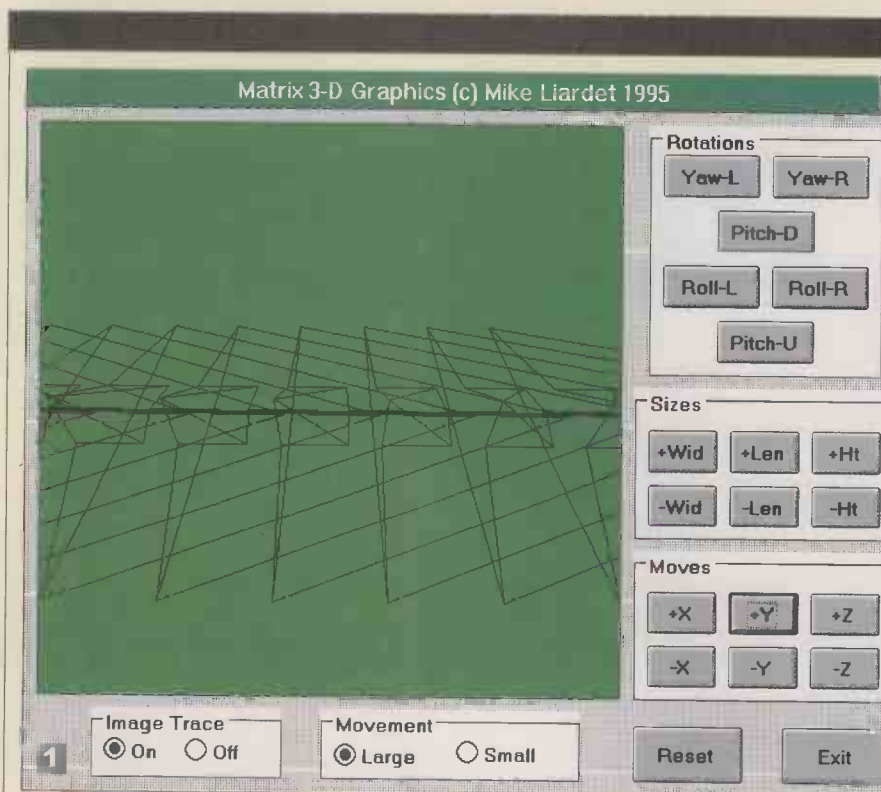 Matrix 3-D Graphics (c) Mike Liardet 1995
Rotations
Yaw-L Yaw-R
Pitch-D
Roll-L Roll-R
Pitch-U
Sizes
+Wid +Len +Ht
-Wid -Len -Ht
Moves
+X +Y +Z
-X -Y -Z
1
Image Trace
On Off
Movement
Large Small
Reset Exit